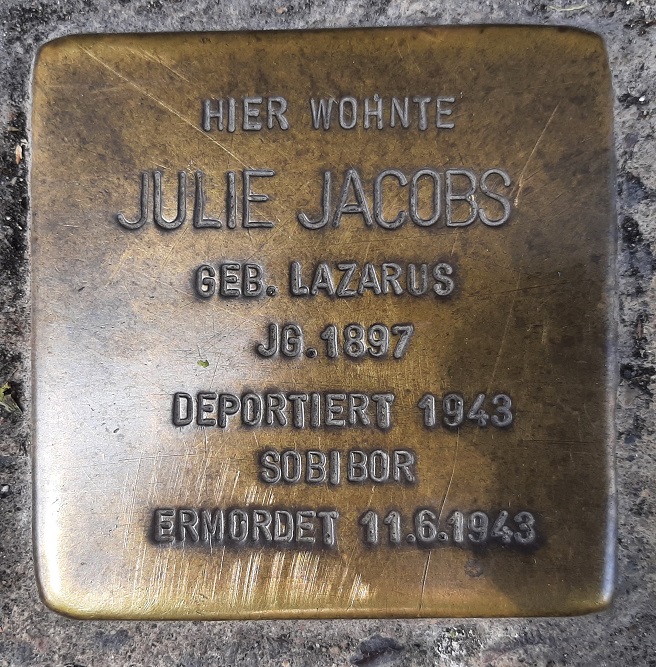 HIER WOHNTE
JULIE JACOBS
GEB. LAZARUS
JG. 1897
DEPORTIERT 1943
SOBIBOR
ERMORDET 11.6.1943